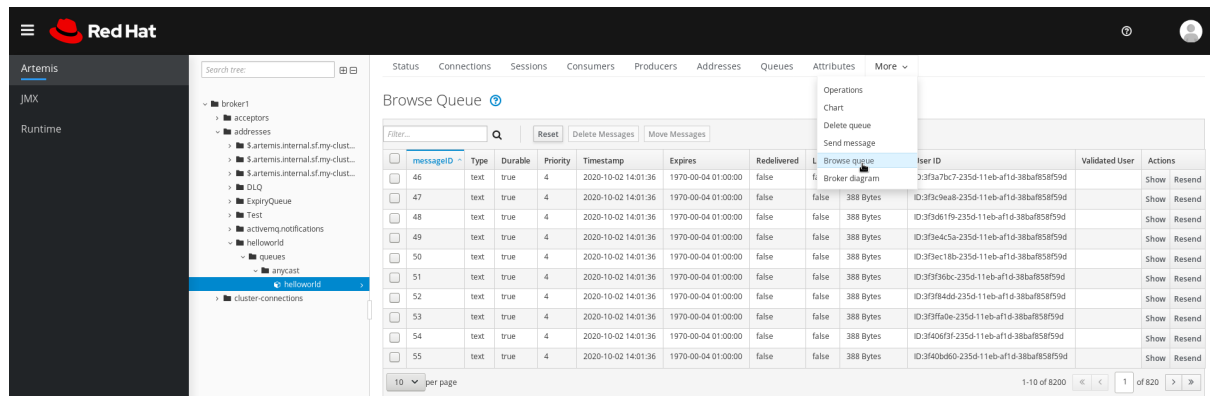 Red Hat
Artemis
JMX
Runtime
Search tree:
broker1
acceptors
addresses
$.artemis.internal.sf.my-clust...
$.artemis.internal.sf.my-clust...
$.artemis.internal.sf.my-clust...
DLQ
ExpiryQueue
Test
activemq.notifications
helloworld
queues
anycast
helloworld
cluster-connections
Status Connections Sessions Consumers Producers Addresses Queues Attributes More
Operations
Chart
Delete queue
Send message
Browse queue
Broker diagram
Browse Queue
Filter... Reset Delete Messages Move Messages
messageID Type Durable Priority Timestamp Expires Redelivered User ID Validated User Actions
46 text true 4 2020-10-02 14:01:36 1970-00-04 01:00:00 false ID:3f3a7bc7-235d-11eb-af1d-38baf858f59d Show Resend
47 text true 4 2020-10-02 14:01:36 1970-00-04 01:00:00 false false 388 Bytes ID:3f3c9ea8-235d-11eb-af1d-38baf858f59d Show Resend
48 text true 4 2020-10-02 14:01:36 1970-00-04 01:00:00 false false 388 Bytes ID:3f3d61f9-235d-11eb-af1d-38baf858f59d Show Resend
49 text true 4 2020-10-02 14:01:36 1970-00-04 01:00:00 false false 388 Bytes ID:3f3e4c5a-235d-11eb-af1d-38baf858f59d Show Resend
50 text true 4 2020-10-02 14:01:36 1970-00-04 01:00:00 false false 388 Bytes ID:3f3ec18b-235d-11eb-af1d-38baf858f59d Show Resend
51 text true 4 2020-10-02 14:01:36 1970-00-04 01:00:00 false false 388 Bytes ID:3f3f36bc-235d-11eb-af1d-38baf858f59d Show Resend
52 text true 4 2020-10-02 14:01:36 1970-00-04 01:00:00 false false 388 Bytes ID:3f3f84dd-235d-11eb-af1d-38baf858f59d Show Resend
53 text true 4 2020-10-02 14:01:36 1970-00-04 01:00:00 false false 388 Bytes ID:3f3ffa0e-235d-11eb-af1d-38baf858f59d Show Resend
54 text true 4 2020-10-02 14:01:36 1970-00-04 01:00:00 false false 388 Bytes ID:3f406f3f-235d-11eb-af1d-38baf858f59d Show Resend
55 text true 4 2020-10-02 14:01:36 1970-00-04 01:00:00 false false 388 Bytes ID:3f40bd60-235d-11eb-af1d-38baf858f59d Show Resend
10 per page 1-10 of 8200 1 of 820